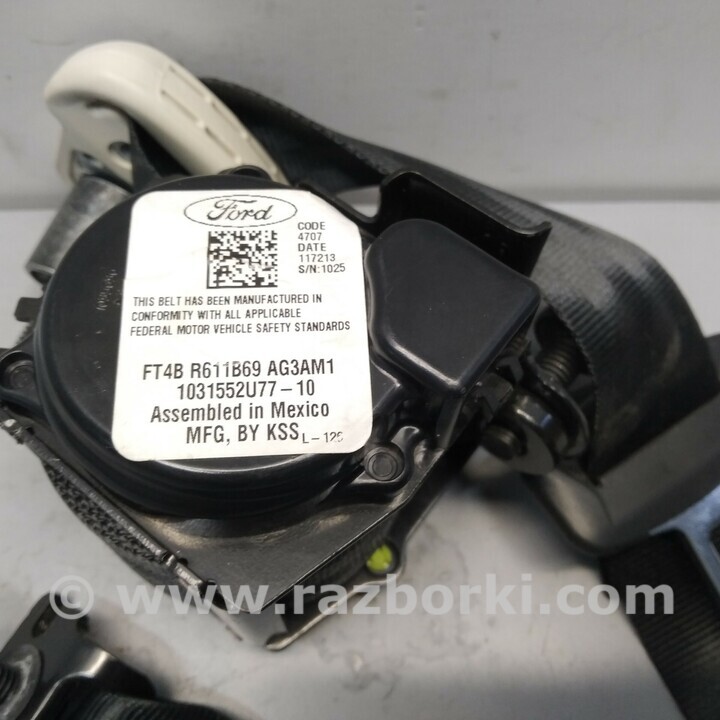 Ford
CODE
4707
DATE
117213
S/N:1025
THIS BELT HAS BEEN MANUFACTURED IN
CONFORMITY WITH ALL APPLICABLE
FEDERAL MOTOR VEHICLE SAFETY STANDARDS
FT4B R611B69 AG3AM1
1031552U77-10
Assembled in Mexico
MFG, BY KSS
© www.razborki.com